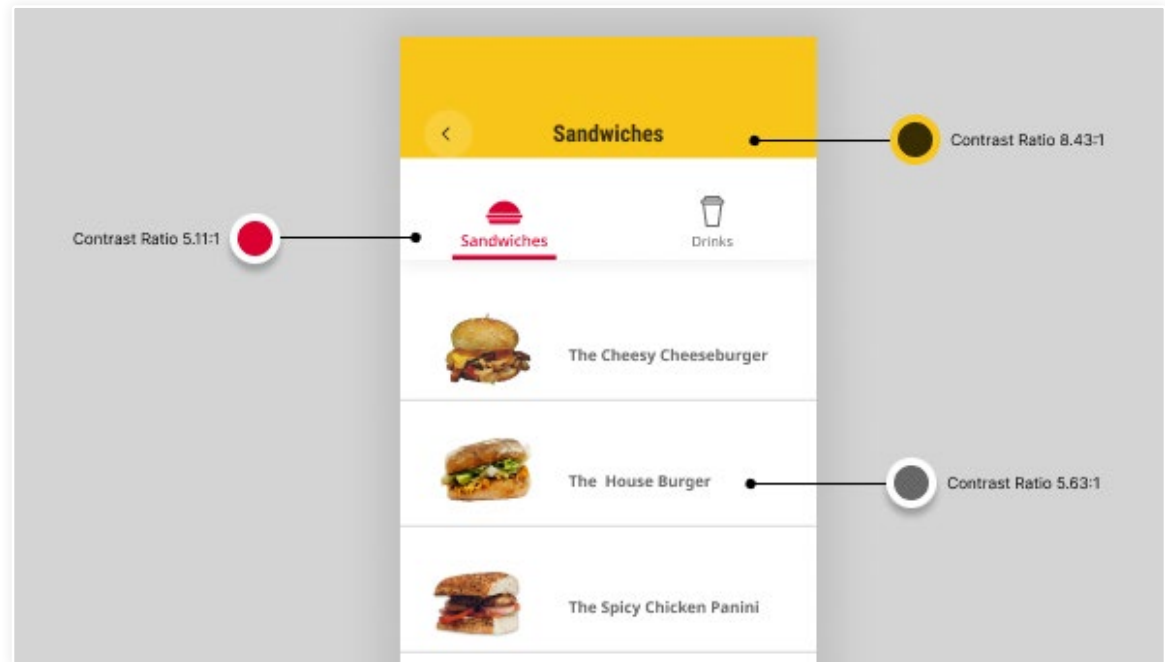 Sandwiches
Contrast Ratio 8.43:1
Contrast Ratio 5.11:1
Sandwiches
Drinks
The Cheesy Cheeseburger
The House Burger
Contrast Ratio 5.63:1
The Spicy Chicken Panini